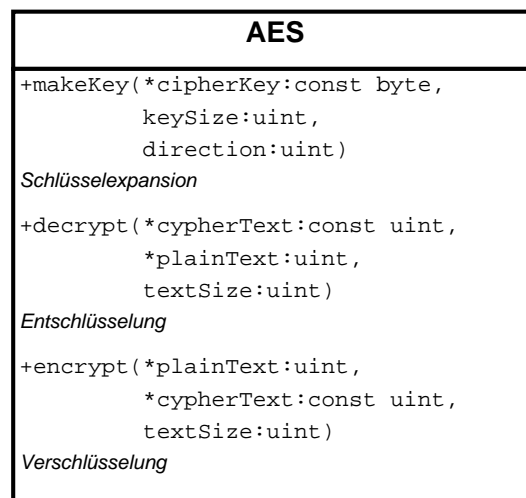 AES
+makeKey(*cipherKey:const byte,
keySize:uint,
direction:uint)
Schlüsselexpansion
+decrypt(*cypherText:const uint,
*plainText:uint,
textSize:uint)
Entschlüsselung
+encrypt(*plainText:uint,
*cypherText:const uint,
textSize:uint)
Verschlüsselung